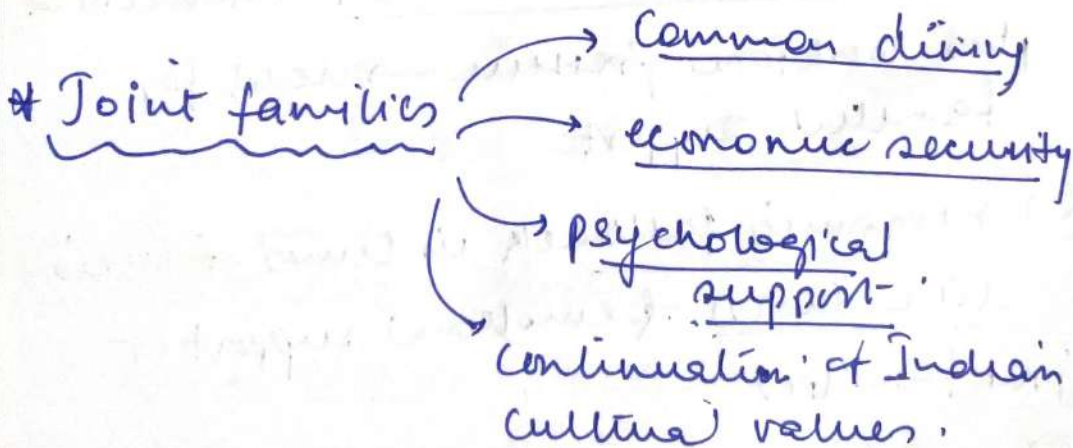 Common dining
* Joint families
economic security
psychological
support
Continuation of Indian
Cultural values.